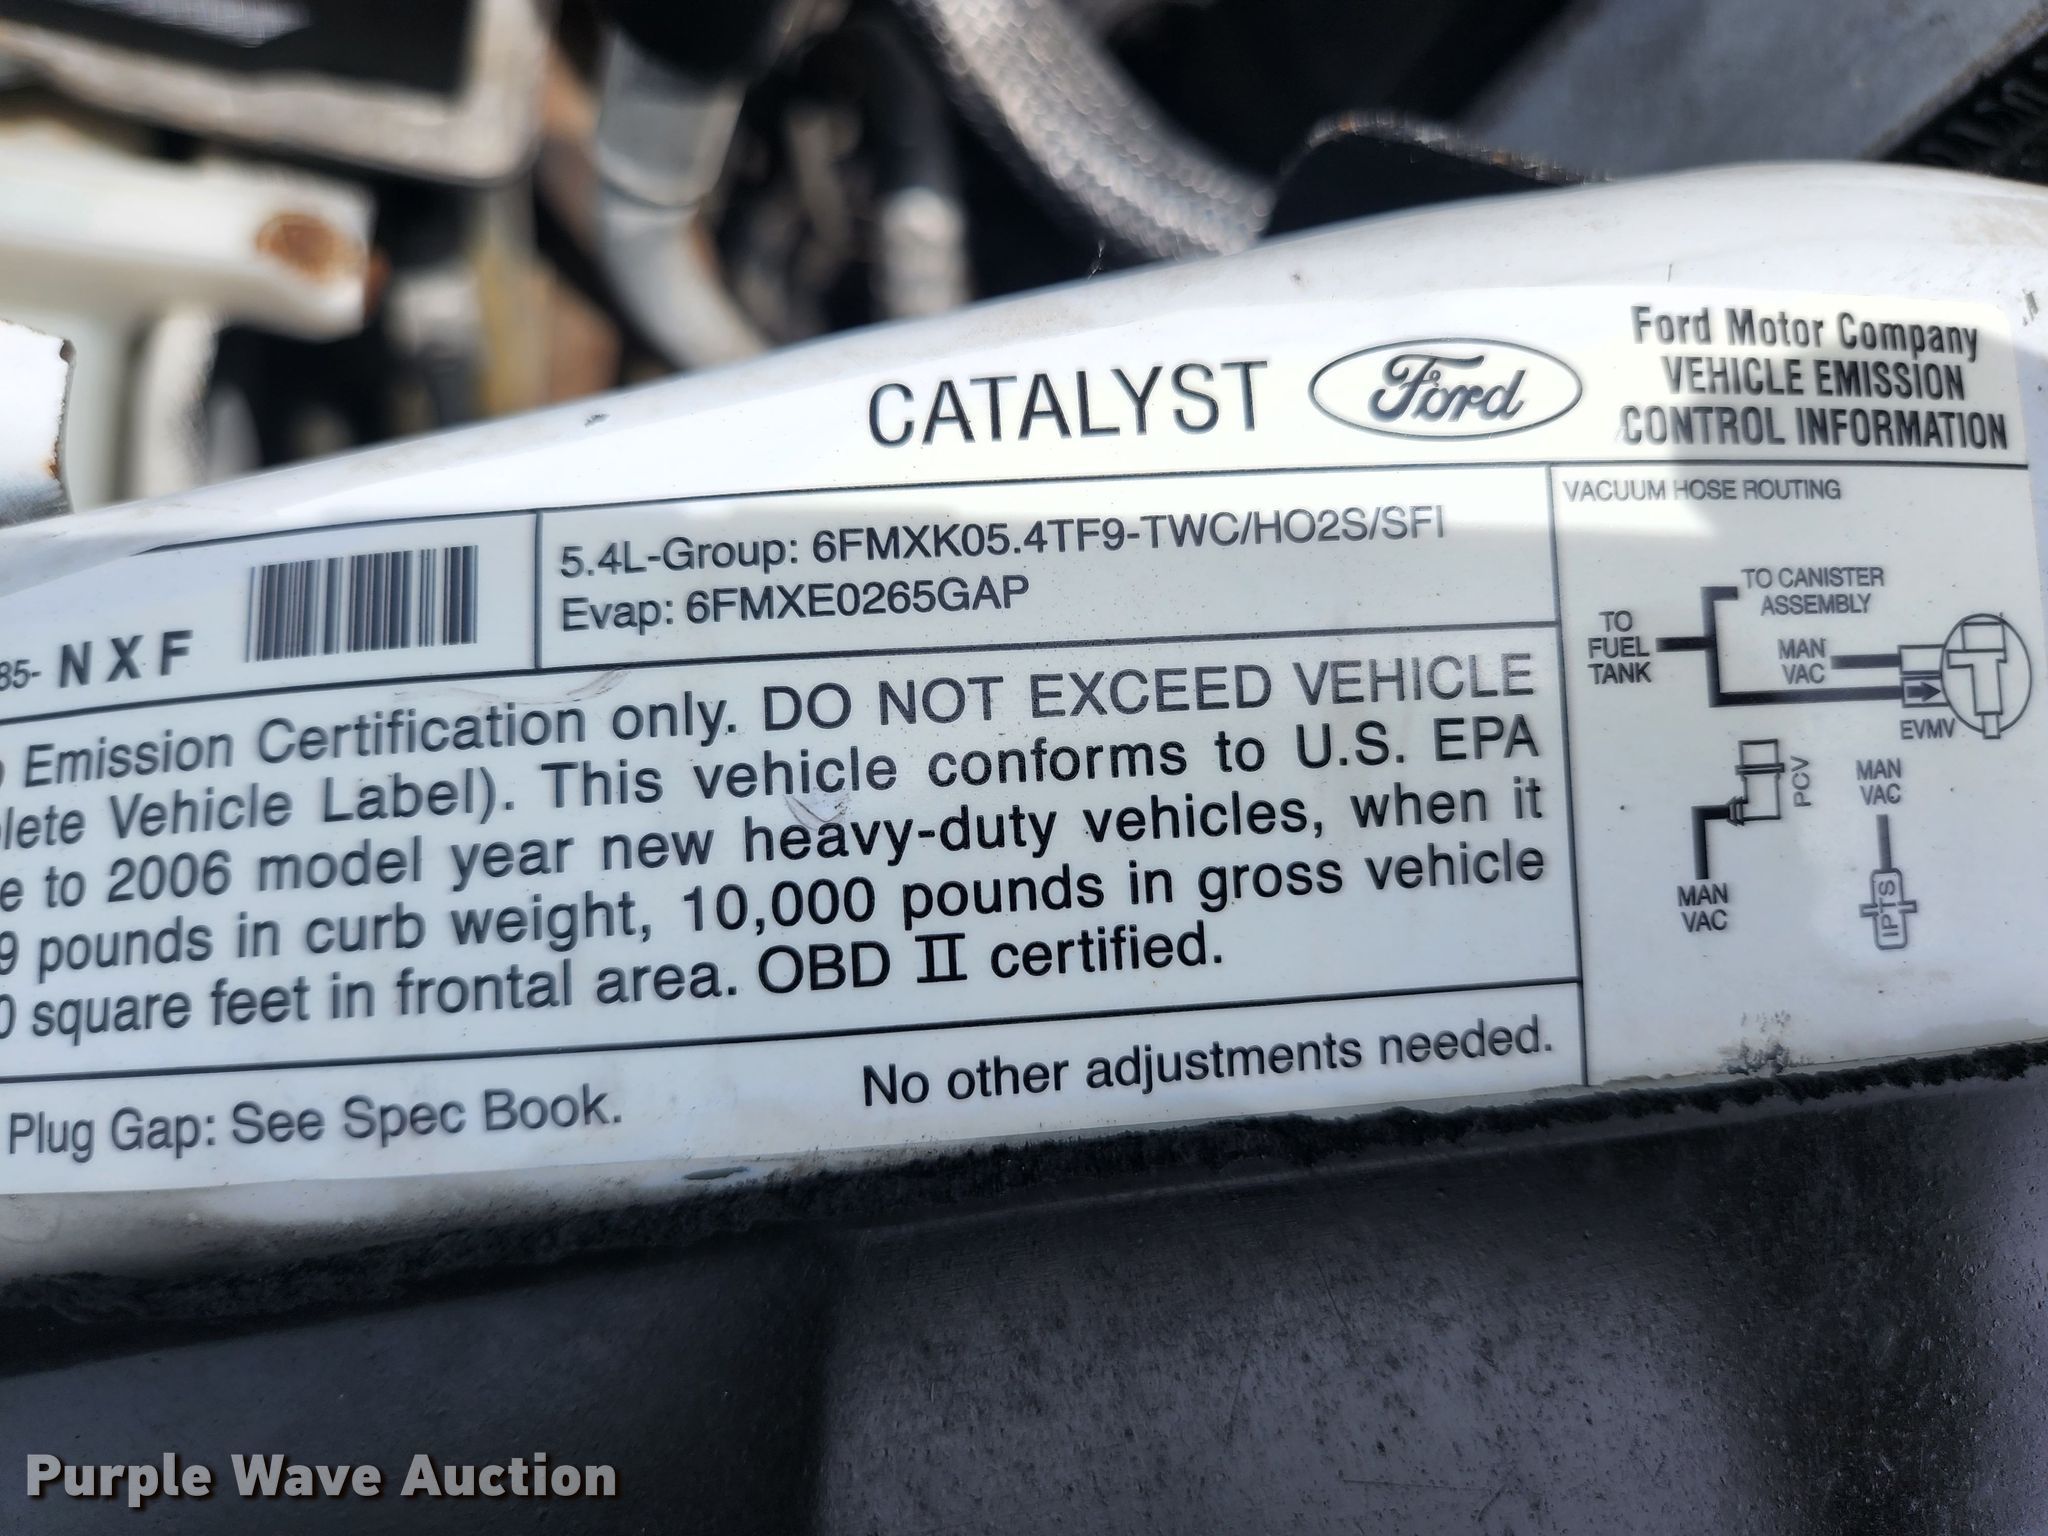 CATALYST
Ford
Ford Motor Company
VEHICLE EMISSION
CONTROL INFORMATION
85- NXF
5.4L-Group: 6FMXK05.4TF9-TWC/HO2S/SFI
Evap: 6FMXE0265GAP
Emission Certification only. DO NOT EXCEED VEHICLE
lete Vehicle Label). This vehicle conforms to U.S. EPA
e to 2006 model year new heavy-duty vehicles, when it
9 pounds in curb weight, 10,000 pounds in gross vehicle
0 square feet in frontal area. OBD II certified.
Plug Gap: See Spec Book.
No other adjustments needed.
VACUUM HOSE ROUTING
TO CANISTER
ASSEMBLY
TO
FUEL
TANK
MAN
VAC
EVMV
PCV
MAN
VAC
MAN
VAC
IPTS
Purple Wave Auction